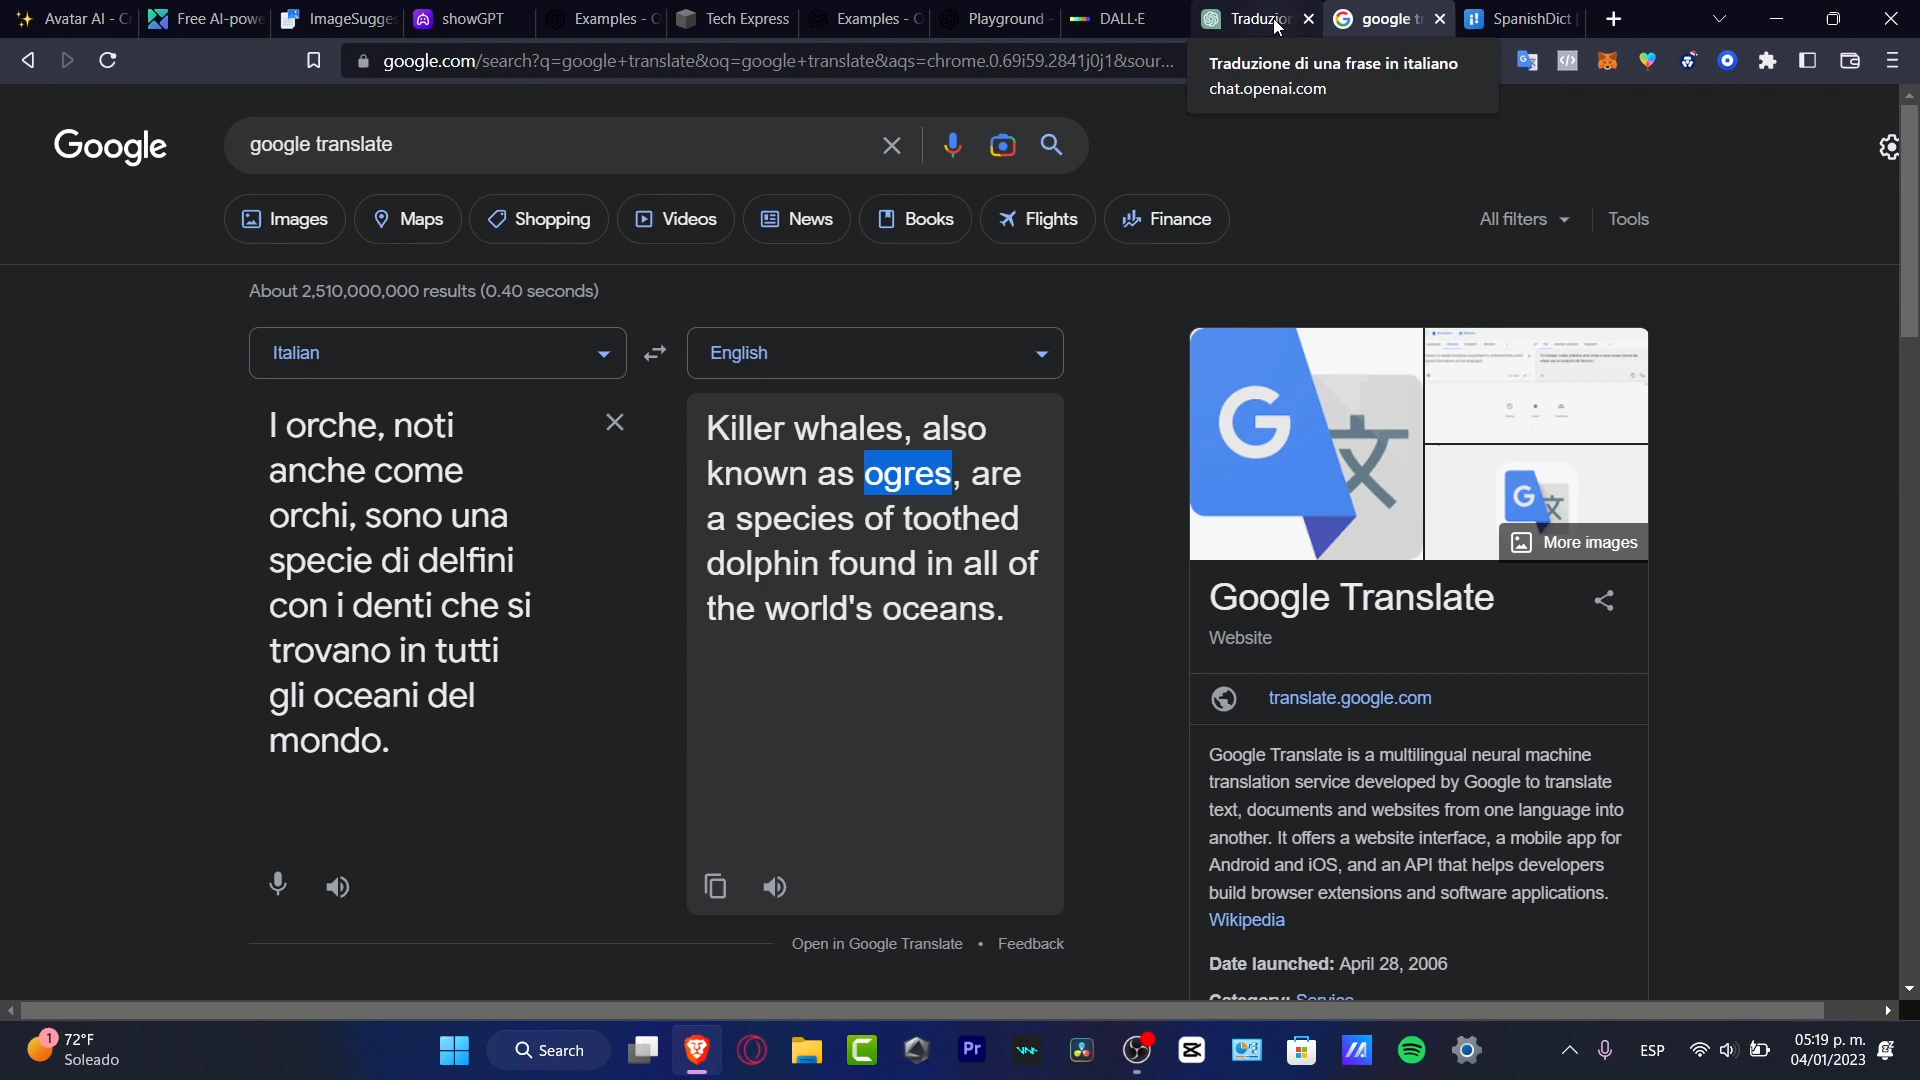 Avatar AI - C
Free AI-powe
ImageSugges
showGPT
Examples - O
Tech Express
Examples - O
Playground -
DALL·E
Traduzion
google t
SpanishDict
google.com/search?q=google+translate&oq=google+translate&aqs=chrome.0.69i59.2841j0j1&sour...
Traduzione di una frase in italiano
chat.openai.com
Google
google translate
Images
Maps
Shopping
Videos
News
Books
Flights
Finance
All filters
Tools
About 2,510,000,000 results (0.40 seconds)
Italian
English
l orche, noti
anche come
orchi, sono una
specie di delfini
con i denti che si
trovano in tutti
gli oceani del
mondo.
Killer whales, also
known as ogres, are
a species of toothed
dolphin found in all of
the world's oceans.
Open in Google Translate • Feedback
More images
Google Translate
Website
translate.google.com
Google Translate is a multilingual neural machine
translation service developed by Google to translate
text, documents and websites from one language into
another. It offers a website interface, a mobile app for
Android and iOS, and an API that helps developers
build browser extensions and software applications.
Wikipedia
Date launched: April 28, 2006
Category: Service
1
72°F
Soleado
Search
Pr
ESP
05:19 p. m.
04/01/2023